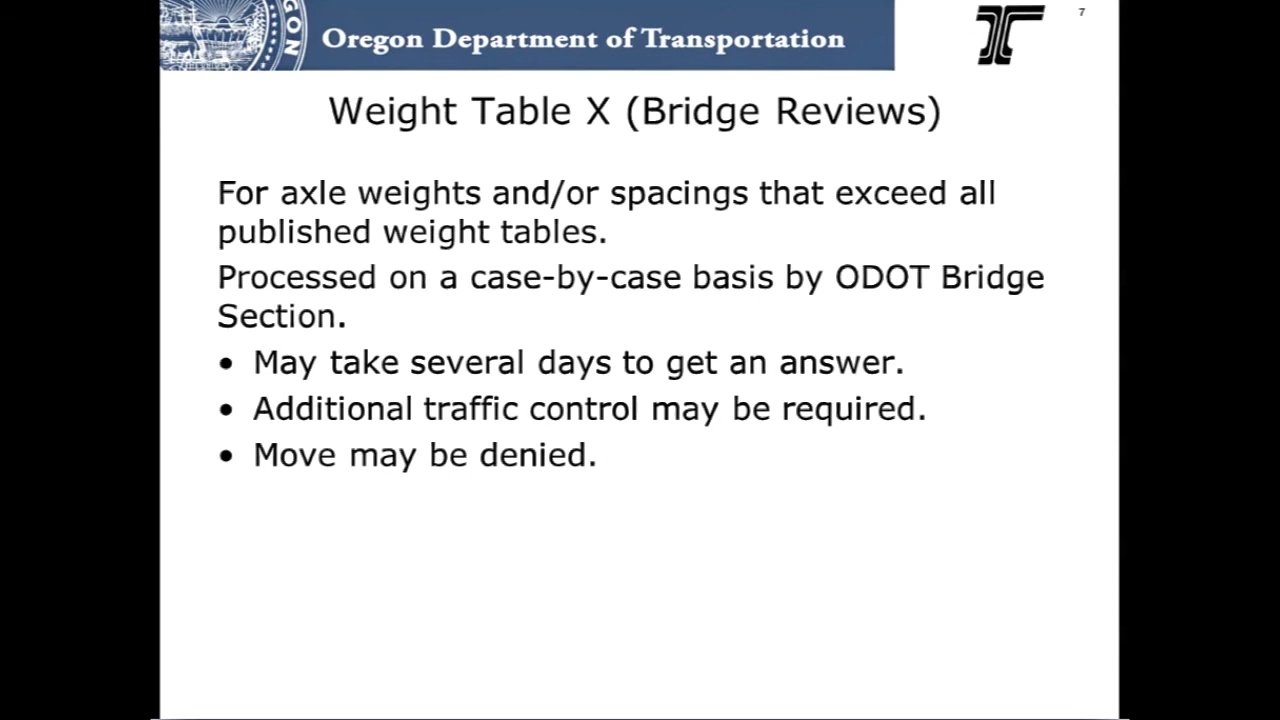 GON
Oregon Department of Transportation
7
Weight Table X (Bridge Reviews)
For axle weights and/or spacings that exceed all
published weight tables.
Processed on a case-by-case basis by ODOT Bridge
Section.
• May take several days to get an answer.
• Additional traffic control may be required.
• Move may be denied.